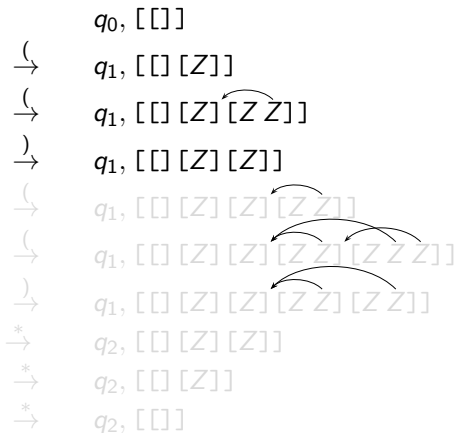 q₀, [[]]
→( q₁, [[][Z]]
→( q₁, [[][Z][Z Z]]
→) q₁, [[][Z][Z]]
→( q₁, [[][Z][Z][Z Z]]
→( q₁, [[][Z][Z][Z Z][Z Z Z]]
→) q₁, [[][Z][Z][Z Z][Z Z]]
→* q₂, [[][Z][Z]]
→* q₂, [[][Z]]
→* q₂, [[]]